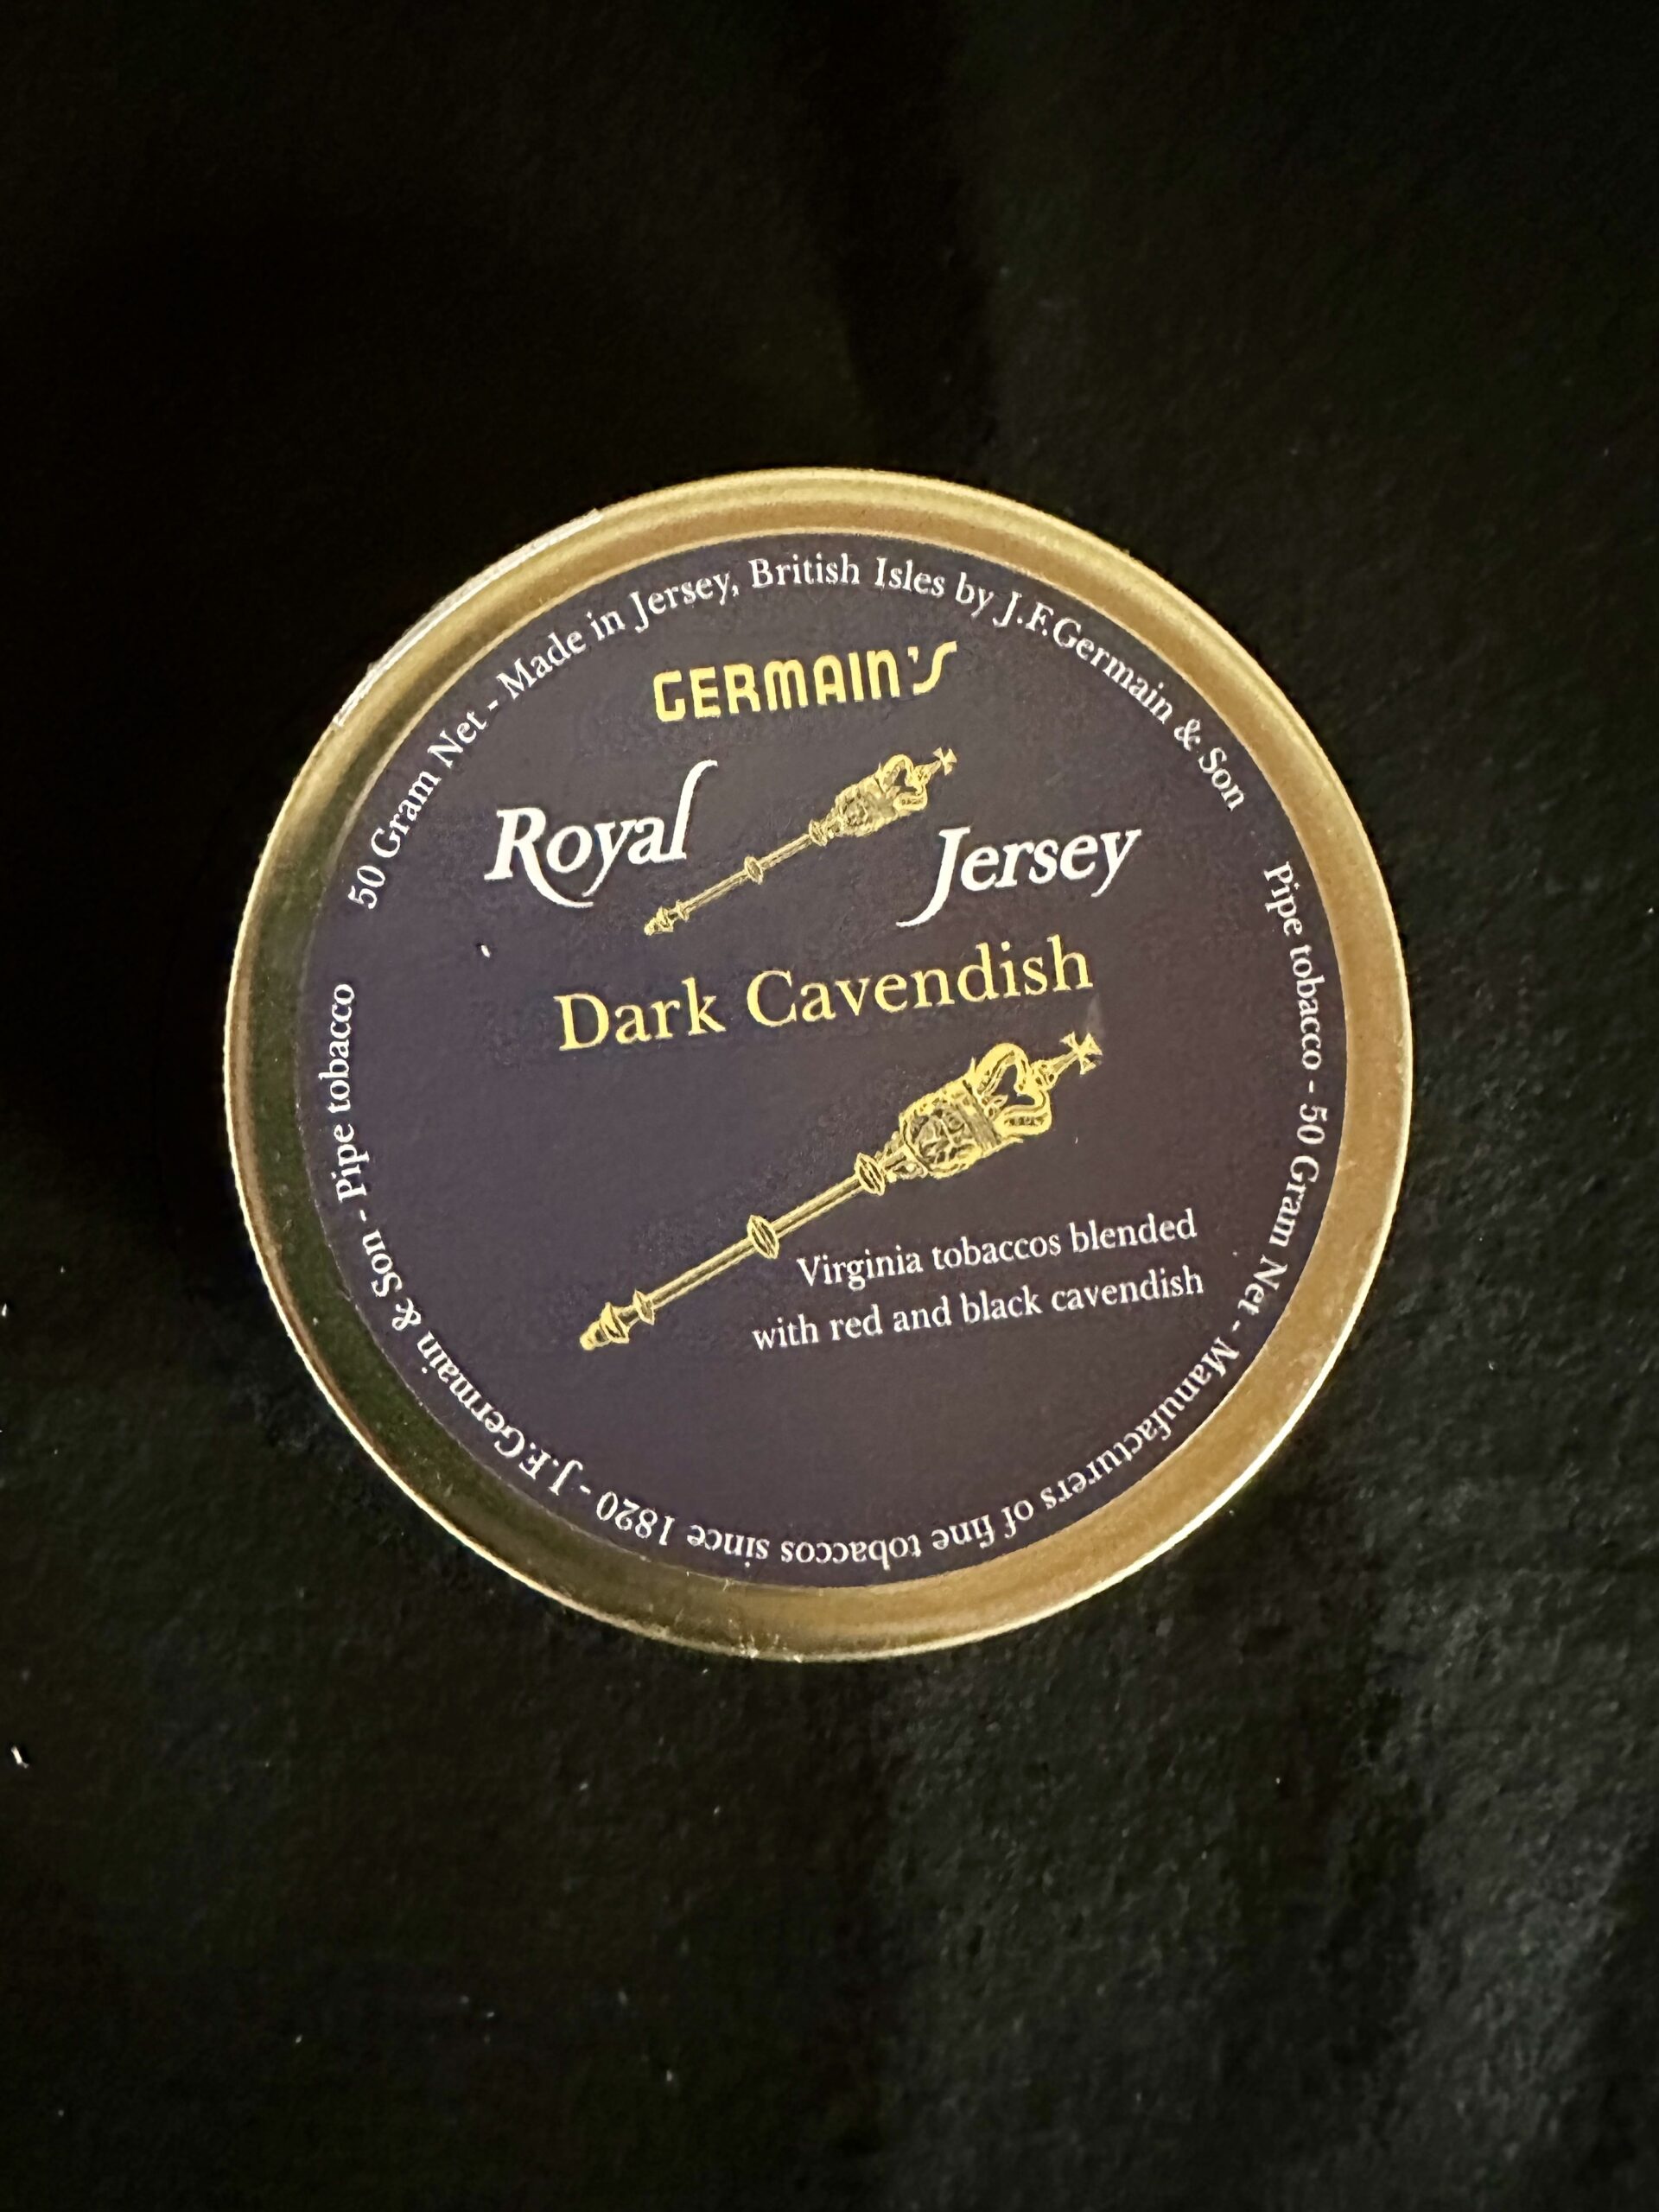 50 Gram Net - Made in Jersey, British Isles by J.F.Germain & Son
Pipe tobacco - 50 Gram Net - Manufacturers of fine tobaccos since 1820 - J.F.Germain & Son - Pipe tobacco
GERMAIN'S
Royal Jersey
Dark Cavendish
Virginia tobaccos blended
with red and black cavendish